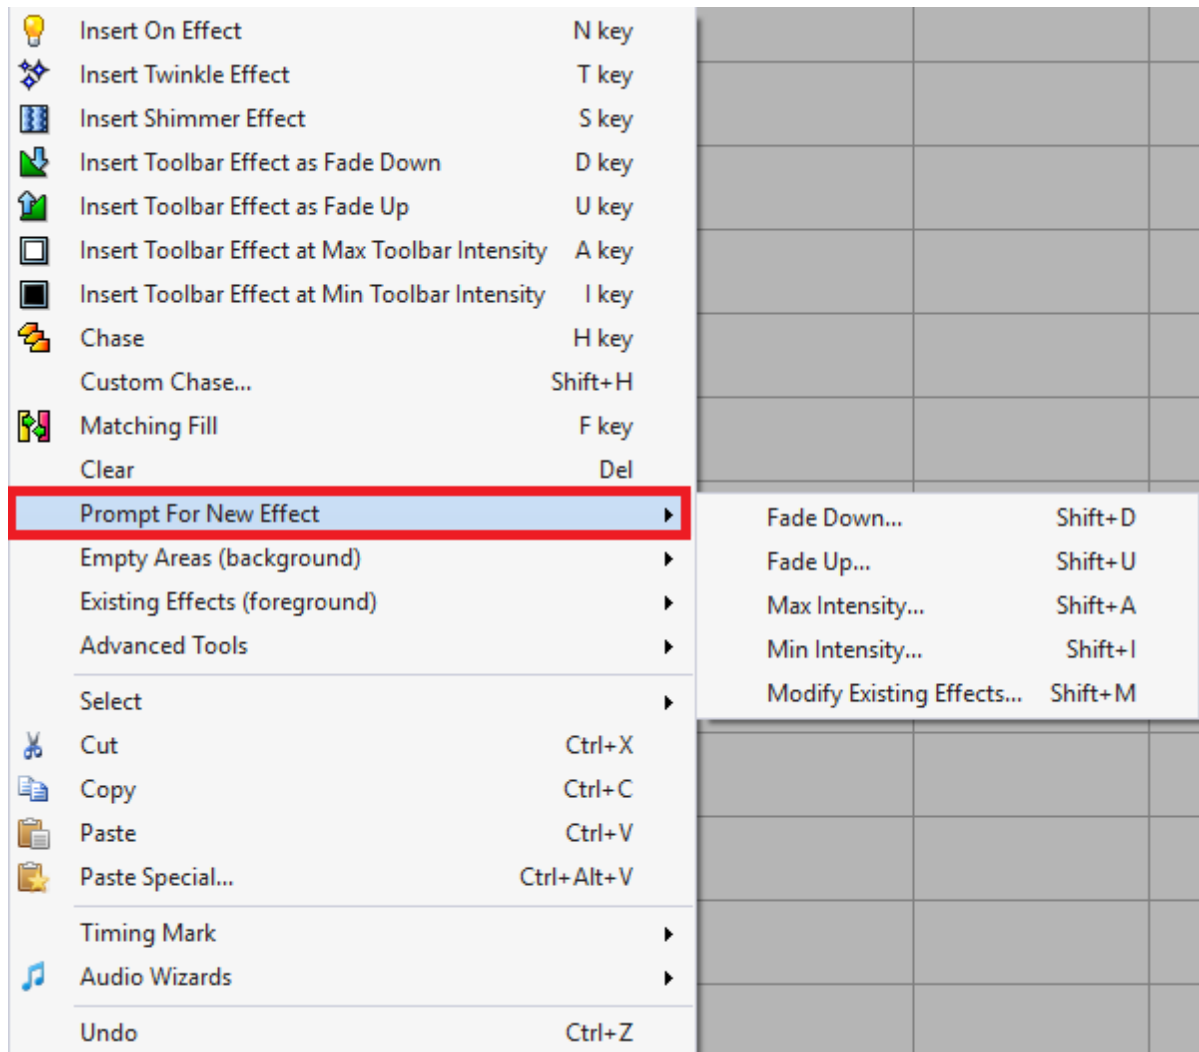 Insert On Effect N key
Insert Twinkle Effect T key
Insert Shimmer Effect S key
Insert Toolbar Effect as Fade Down D key
Insert Toolbar Effect as Fade Up U key
Insert Toolbar Effect at Max Toolbar Intensity A key
Insert Toolbar Effect at Min Toolbar Intensity I key
Chase H key
Custom Chase... Shift+H
Matching Fill F key
Clear Del
Prompt For New Effect
Empty Areas (background)
Existing Effects (foreground)
Advanced Tools
Select
Cut Ctrl+X
Copy Ctrl+C
Paste Ctrl+V
Paste Special... Ctrl+Alt+V
Timing Mark
Audio Wizards
Undo Ctrl+Z
Fade Down... Shift+D
Fade Up... Shift+U
Max Intensity... Shift+A
Min Intensity... Shift+I
Modify Existing Effects... Shift+M